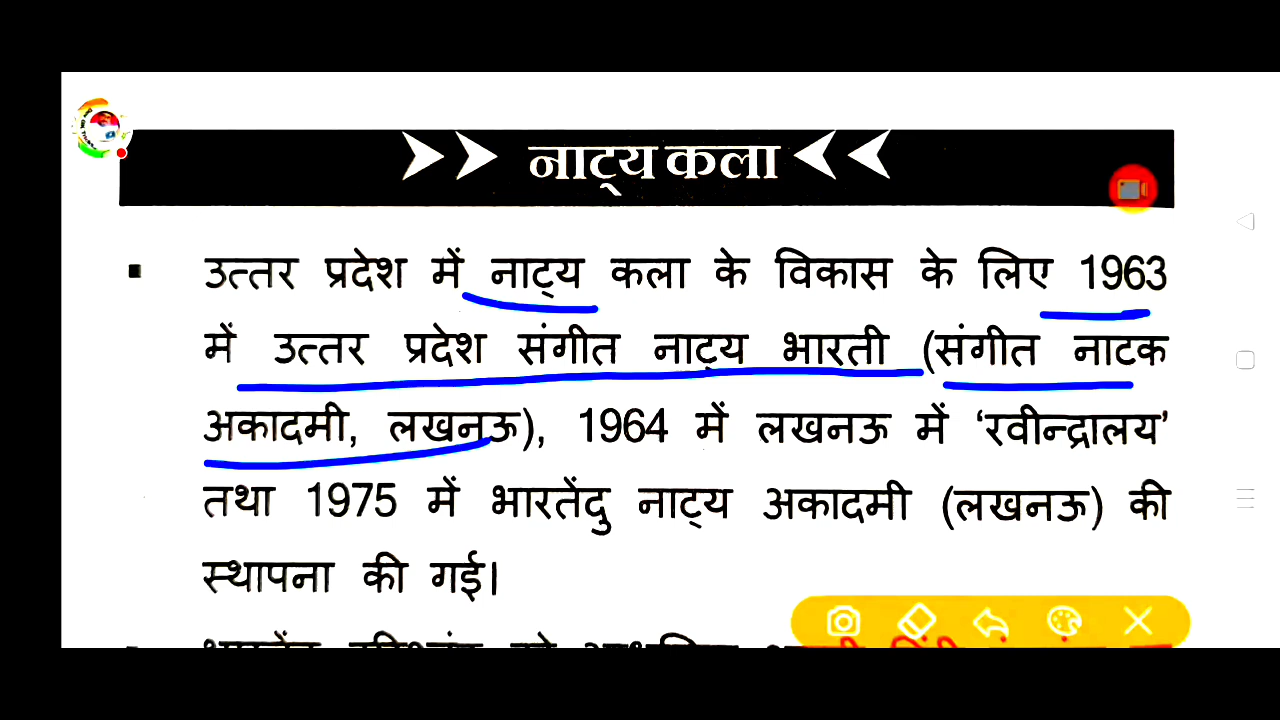 नाट्य कला
▪ उत्तर प्रदेश में नाट्य कला के विकास के लिए 1963
में उत्तर प्रदेश संगीत नाट्य भारती (संगीत नाटक
अकादमी, लखनऊ), 1964 में लखनऊ में ‘रवीन्द्रालय’
तथा 1975 में भारतेंदु नाट्य अकादमी (लखनऊ) की
स्थापना की गई।